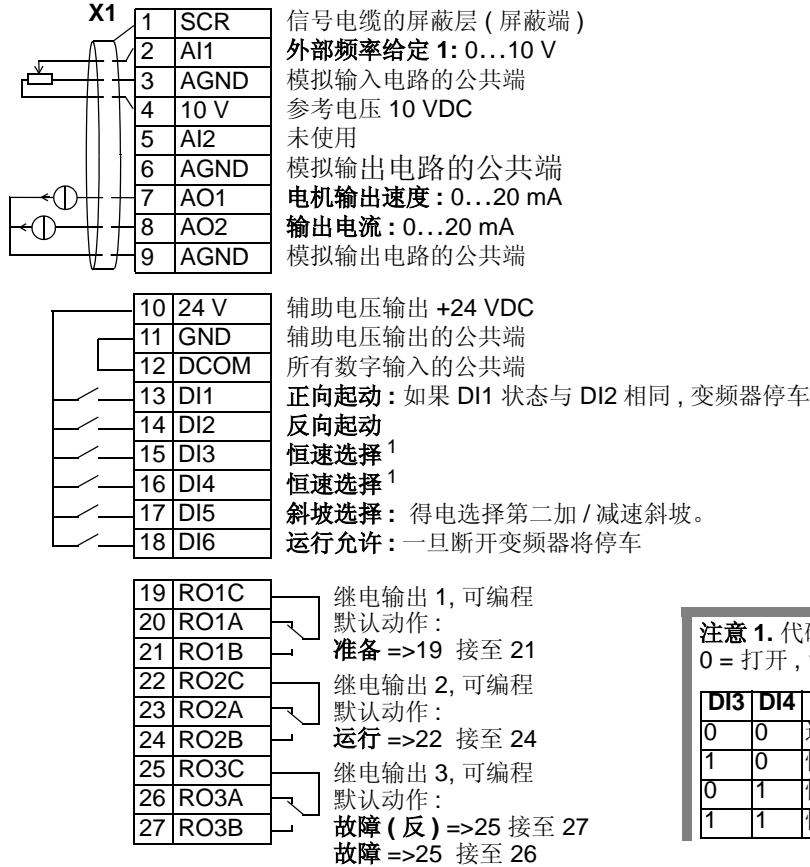 X1
1 SCR 信号电缆的屏蔽层 ( 屏蔽端 )
2 AI1 外部频率给定 1: 0…10 V
3 AGND 模拟输入电路的公共端
4 10 V 参考电压 10 VDC
5 AI2 未使用
6 AGND 模拟输出电路的公共端
7 AO1 电机输出速度 : 0…20 mA
8 AO2 输出电流 : 0…20 mA
9 AGND 模拟输出电路的公共端
10 24 V 辅助电压输出 +24 VDC
11 GND 辅助电压输出的公共端
12 DCOM 所有数字输入的公共端
13 DI1 正向起动 : 如果 DI1 状态与 DI2 相同 , 变频器停车
14 DI2 反向起动
15 DI3 恒速选择 1
16 DI4 恒速选择 1
17 DI5 斜坡选择 : 得电选择第二加 / 减速斜坡。
18 DI6 运行允许 : 一旦断开变频器将停车
19 RO1C 继电输出 1, 可编程
20 RO1A 默认动作 :
21 RO1B 准备 =>19 接至 21
22 RO2C 继电输出 2, 可编程
23 RO2A 默认动作 :
24 RO2B 运行 =>22 接至 24
25 RO3C 继电输出 3, 可编程
26 RO3A 默认动作 :
27 RO3B 故障 ( 反 ) =>25 接至 27
故障 =>25 接至 26
注意 1.
0 = 打开 ,
DI3 DI4
0 0
1 0
0 1
1 1